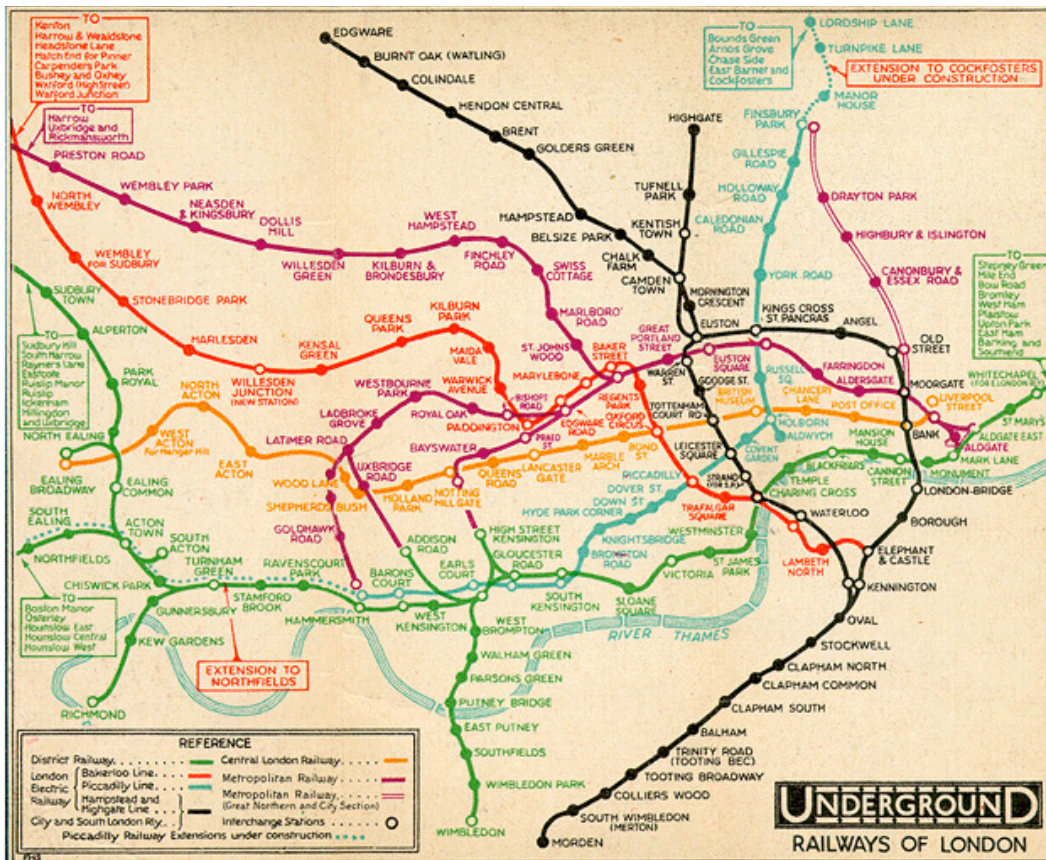 TO
Kenton
Harrow & Wealdstone
Headstone Lane
Hatch End for Pinner
Carpenders Park
Bushey and Oxhey
Watford (High Street)
Watford Junction
TO
Harrow
Uxbridge and
Rickmansworth
PRESTON ROAD
NORTH
WEMBLEY
WEMBLEY PARK
NEASDEN
& KINGSBURY
DOLLIS
HILL
WILLESDEN
GREEN
KILBURN &
BRONDESBURY
WEST
HAMPSTEAD
FINCHLEY
ROAD
SWISS
COTTAGE
MARLBORO'
ROAD
ST. JOHNS
WOOD
WEMBLEY
FOR SUDBURY
STONEBRIDGE PARK
HARLESDEN
WILLESDEN
JUNCTION
(NEW STATION)
KENSAL
GREEN
QUEENS
PARK
KILBURN
PARK
MAIDA
VALE
WARWICK
AVENUE
PADDINGTON
BISHOPS
ROAD
EDGWARE
ROAD
MARYLEBONE
BAKER
STREET
REGENTS
PARK
OXFORD
CIRCUS
EDGWARE
BURNT OAK (WATLING)
COLINDALE
HENDON CENTRAL
BRENT
GOLDERS GREEN
HAMPSTEAD
BELSIZE PARK
CHALK
FARM
CAMDEN
TOWN
HIGHGATE
TUFNELL
PARK
KENTISH
TOWN
MORNINGTON
CRESCENT
EUSTON
WARREN ST.
GOODGE ST.
TOTTENHAM
COURT RD
LEICESTER
SQUARE
STRAND
CHARING CROSS
TO
Bounds Green
Arnos Grove
Chase Side
East Barnet and
Cockfosters
LORDSHIP LANE
TURNPIKE LANE
EXTENSION TO COCKFOSTERS
UNDER CONSTRUCTION
MANOR
HOUSE
FINSBURY
PARK
GILLESPIE
ROAD
HOLLOWAY
ROAD
CALEDONIAN
ROAD
YORK ROAD
KINGS CROSS
ST. PANCRAS
RUSSELL
SQ.
HOLBORN
ALDWYCH
COVENT
GARDEN
DRAYTON PARK
HIGHBURY & ISLINGTON
CANONBURY &
ESSEX ROAD
OLD
STREET
ANGEL
MOORGATE
BANK
LONDON-BRIDGE
BOROUGH
ELEPHANT
& CASTLE
KENNINGTON
OVAL
STOCKWELL
CLAPHAM NORTH
CLAPHAM COMMON
CLAPHAM SOUTH
BALHAM
TRINITY ROAD
(TOOTING BEC)
TOOTING BROADWAY
COLLIERS WOOD
SOUTH WIMBLEDON
(MERTON)
MORDEN
TO
Stepney Green
Mile End
Bow Road
Bromley
West Ham
Plaistow
Upton Park
East Ham
Barking and
Southend
WHITECHAPEL
(FOR LONDON RLY)
ST MARYS
ALDGATE EAST
ALDGATE
MARK LANE
MONUMENT
CANNON
STREET
MANSION
HOUSE
BLACKFRIARS
TEMPLE
WESTMINSTER
ST JAMES
PARK
VICTORIA
SLOANE
SQUARE
SOUTH
KENSINGTON
GLOUCESTER
ROAD
HIGH STREET
KENSINGTON
EARLS
COURT
GREAT
PORTLAND
STREET
EUSTON
SQUARE
FARRINGDON
ALDERSGATE
LIVERPOOL
STREET
POST OFFICE
CHANCERY
LANE
BRITISH
MUSEUM
BOND ST.
MARBLE
ARCH
LANCASTER
GATE
QUEENS
ROAD
NOTTING
HILL GATE
HOLLAND
PARK
SHEPHERDS BUSH
WOOD LANE
EAST
ACTON
NORTH
ACTON
WEST
ACTON
For Hanger Hill
EALING
BROADWAY
PRAED
ST.
BAYSWATER
ROYAL OAK
WESTBOURNE
PARK
LADBROKE
GROVE
LATIMER ROAD
UXBRIDGE
ROAD
ADDISON
ROAD
GOLDHAWK
ROAD
SUDBURY
TOWN
ALPERTON
PARK
ROYAL
NORTH EALING
EALING
COMMON
TO
Sudbury Hill
South Harrow
Rayners Lane
Eastcote
Ruislip Manor
Ruislip
Ickenham
Hillingdon
and Uxbridge
SOUTH
EALING
NORTHFIELDS
ACTON
TOWN
SOUTH
ACTON
CHISWICK PARK
TURNHAM
GREEN
STAMFORD
BROOK
RAVENSCOURT
PARK
HAMMERSMITH
BARONS
COURT
WEST
KENSINGTON
TO
Boston Manor
Osterley
Hounslow East
Hounslow Central
Hounslow West
GUNNERSBURY
KEW GARDENS
RICHMOND
EXTENSION TO
NORTHFIELDS
PICCADILLY
DOVER ST.
DOWN ST.
HYDE PARK CORNER
KNIGHTSBRIDGE
BROMPTON
ROAD
TRAFALGAR
SQUARE
WATERLOO
LAMBETH
NORTH
RIVER THAMES
WEST
BROMPTON
WALHAM GREEN
PARSONS GREEN
PUTNEY BRIDGE
EAST PUTNEY
SOUTHFIELDS
WIMBLEDON PARK
WIMBLEDON
REFERENCE
District Railway
London
Electric
Railway
Bakerloo Line
Piccadilly Line
Hampstead and
Highgate Line
City and South London Rly.
Central London Railway
Metropolitan Railway
Metropolitan Railway
(Great Northern and City Section)
Interchange Stations
Piccadilly Railway Extensions under construction
UNDERGROUND
RAILWAYS OF LONDON